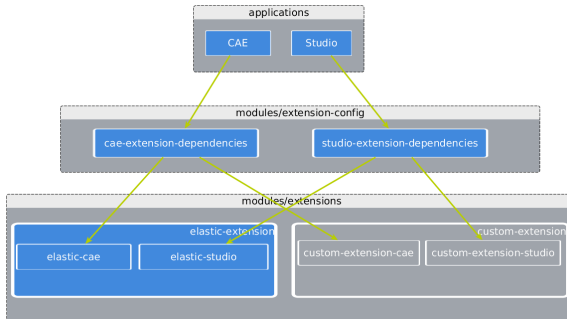 applications
CAE
Studio
modules/extension-config
cae-extension-dependencies
studio-extension-dependencies
modules/extensions
elastic-extension
custom-extension
elastic-cae
elastic-studio
custom-extension-cae
custom-extension-studio